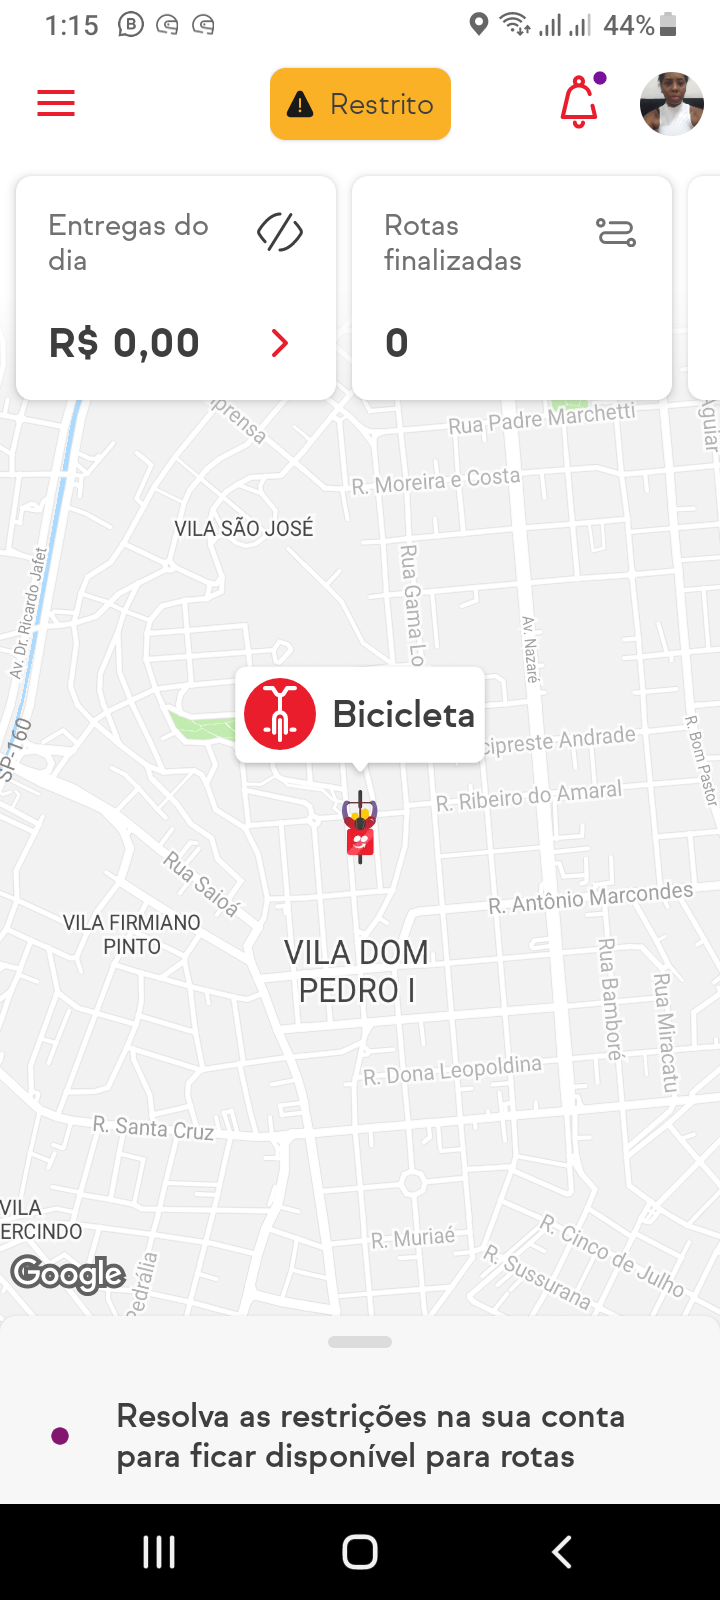 1:15
B
44%
Restrito
Entregas do
dia
R$ 0,00
Rotas
finalizadas
0
prensa
Rua Padre Marchetti
Aguiar
R. Moreira e Costa
VILA SÃO JOSÉ
Av. Dr. Ricardo Jafet
Rua Gama Lo
Av. Nazaré
Bicicleta
cipreste Andrade
SP-160
R. Bom Pastor
R. Ribeiro do Amaral
Rua Saioá
R. Antônio Marcondes
VILA FIRMIANO
PINTO
VILA DOM
PEDRO I
Rua Bamboré
Rua Miracatu
R. Dona Leopoldina
R. Santa Cruz
VILA
ERCINDO
R. Muriaé
R. Cinco de Julho
R. Sussurana
Google
Pedrália
Resolva as restrições na sua conta
para ficar disponível para rotas